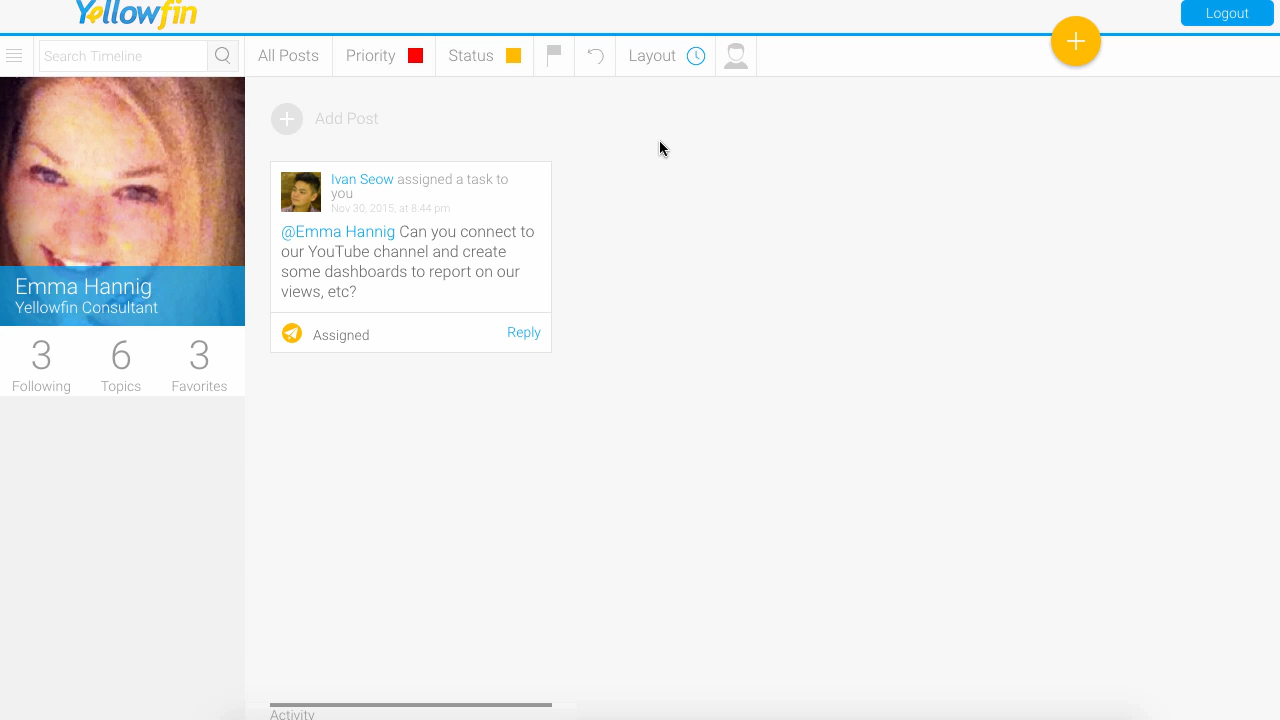 Yellowfin
Logout
Search Timeline
All Posts
Priority
Status
Layout
Add Post
Ivan Seow assigned a task to
you
Nov 30, 2015, at 8:44 pm
@Emma Hannig Can you connect to
our YouTube channel and create
some dashboards to report on our
views, etc?
Assigned
Reply
Emma Hannig
Yellowfin Consultant
3 6 3
Following Topics Favorites
Activity